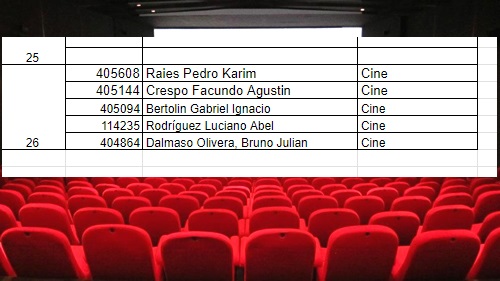 25
405608 Raies Pedro Karim Cine
405144 Crespo Facundo Agustin Cine
405094 Bertolin Gabriel Ignacio Cine
114235 Rodríguez Luciano Abel Cine
26 404864 Dalmaso Olivera, Bruno Julian Cine